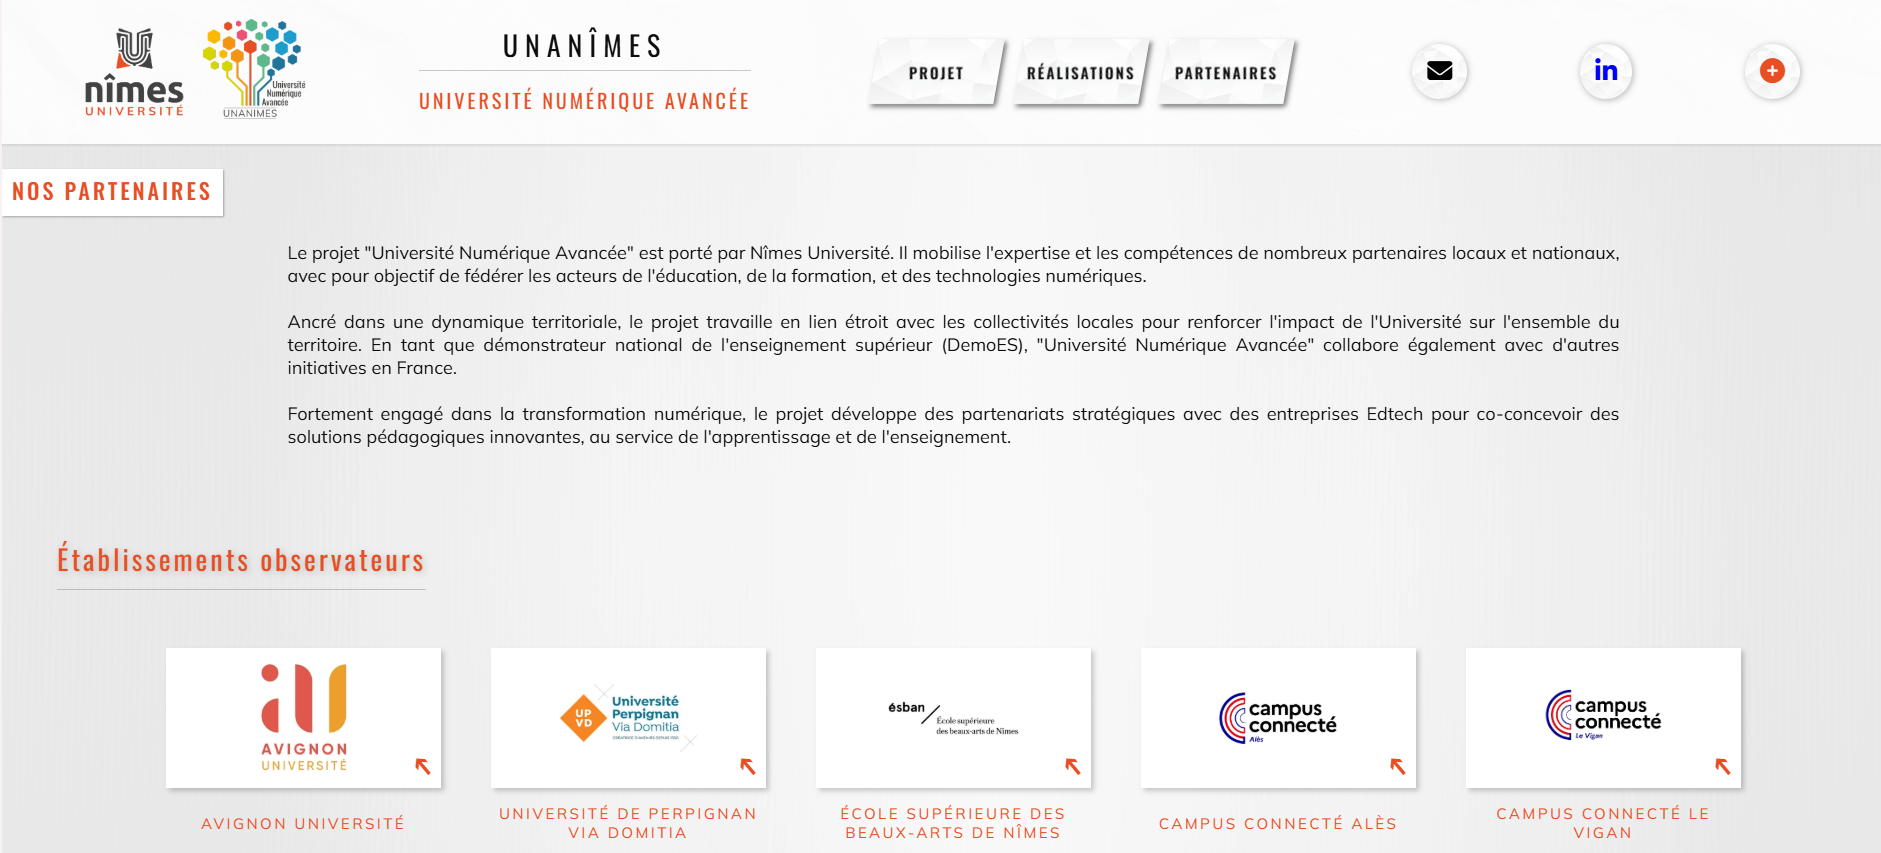 nîmes
UNIVERSITÉ
Université
Numérique
Avancée
UNANIMES
UNANÎMES
UNIVERSITÉ NUMÉRIQUE AVANCÉE
PROJET
RÉALISATIONS
PARTENAIRES
in
NOS PARTENAIRES
Le projet "Université Numérique Avancée" est porté par Nîmes Université. Il mobilise l'expertise et les compétences de nombreux partenaires locaux et nationaux,
avec pour objectif de fédérer les acteurs de l'éducation, de la formation, et des technologies numériques.
Ancré dans une dynamique territoriale, le projet travaille en lien étroit avec les collectivités locales pour renforcer l'impact de l'Université sur l'ensemble du
territoire. En tant que démonstrateur national de l'enseignement supérieur (DemoES), "Université Numérique Avancée" collabore également avec d'autres
initiatives en France.
Fortement engagé dans la transformation numérique, le projet développe des partenariats stratégiques avec des entreprises Edtech pour co-concevoir des
solutions pédagogiques innovantes, au service de l'apprentissage et de l'enseignement.
Établissements observateurs
au
AVIGNON
UNIVERSITÉ
UP
VD
Université
Perpignan
Via Domitia
ésban
École supérieure
des beaux-arts de Nîmes
campus
connecté
Alès
campus
connecté
Le Vigan
AVIGNON UNIVERSITÉ
UNIVERSITÉ DE PERPIGNAN
VIA DOMITIA
ÉCOLE SUPÉRIEURE DES
BEAUX-ARTS DE NÎMES
CAMPUS CONNECTÉ ALÈS
CAMPUS CONNECTÉ LE
VIGAN